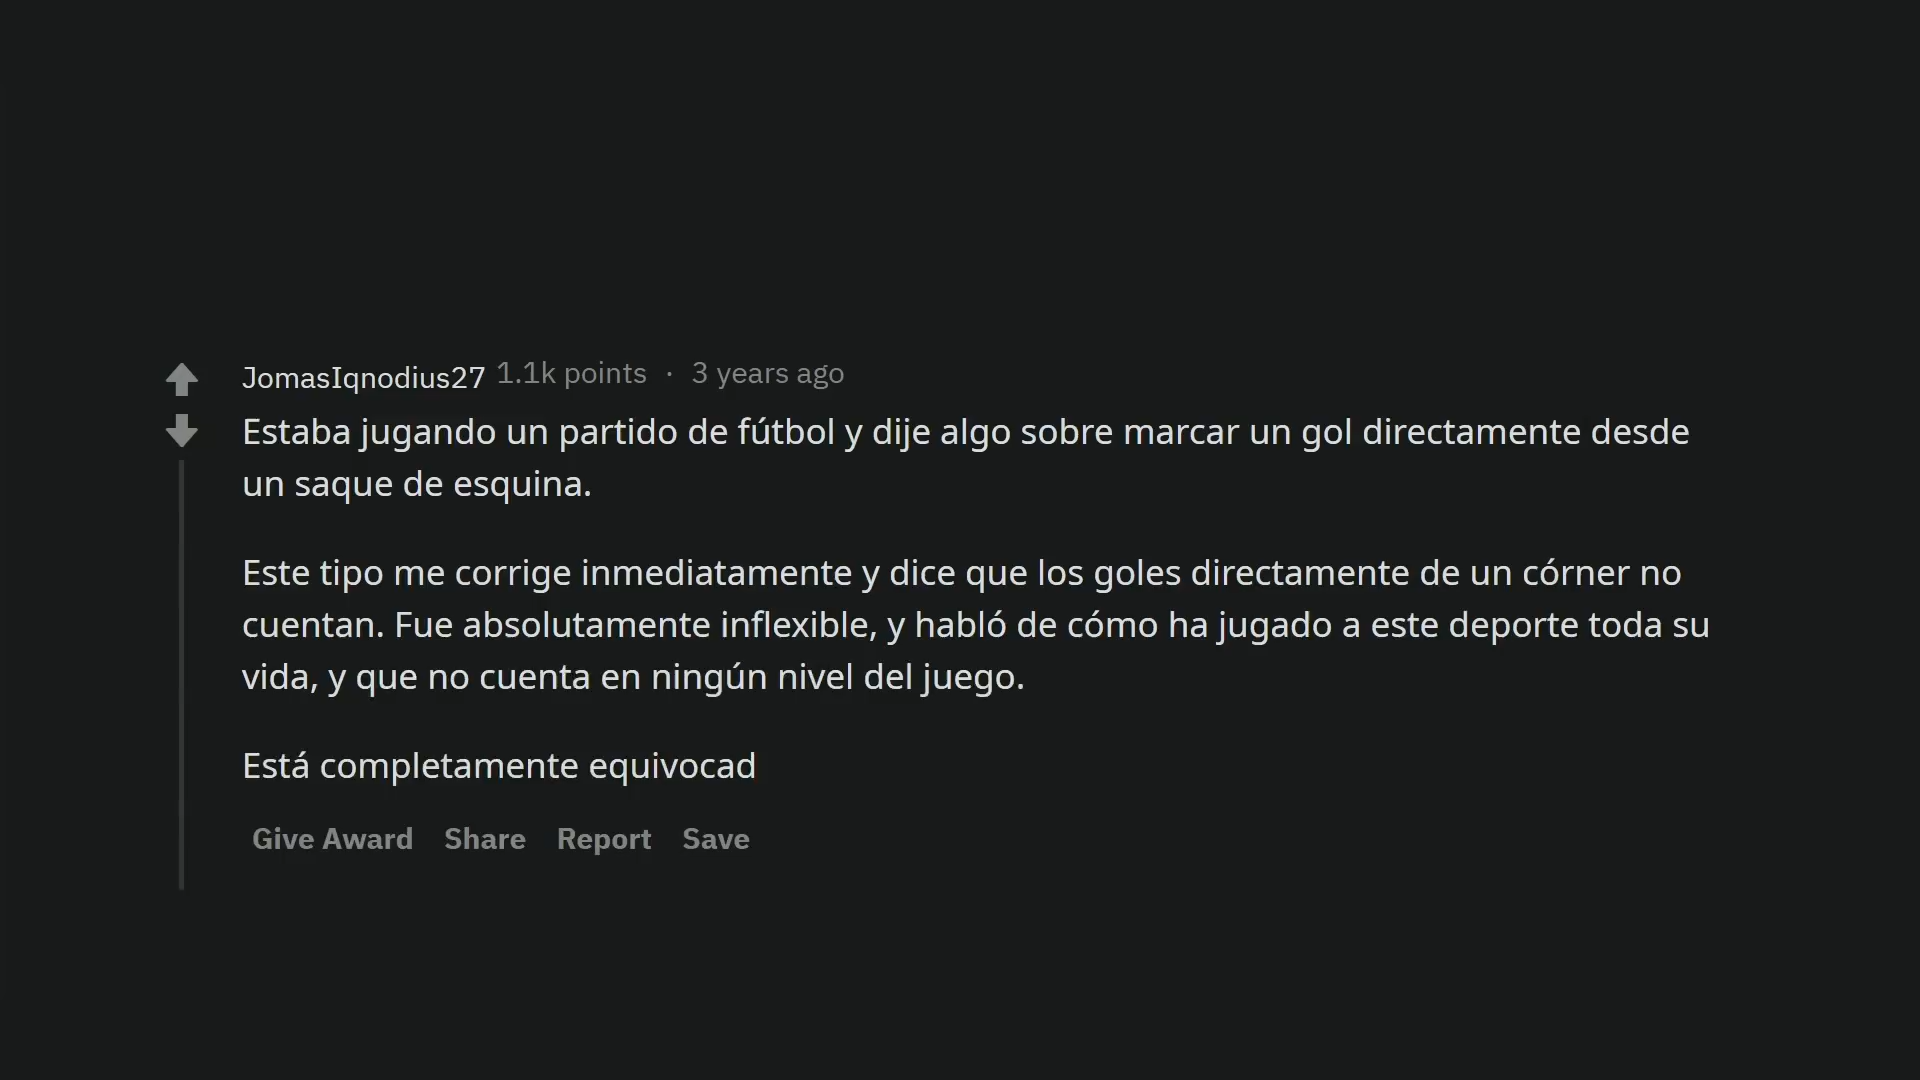 JomasIqnodius27 1.1k points · 3 years ago
Estaba jugando un partido de fútbol y dije algo sobre marcar un gol directamente desde
un saque de esquina.
Este tipo me corrige inmediatamente y dice que los goles directamente de un córner no
cuentan. Fue absolutamente inflexible, y habló de cómo ha jugado a este deporte toda su
vida, y que no cuenta en ningún nivel del juego.
Está completamente equivocad
Give Award Share Report Save